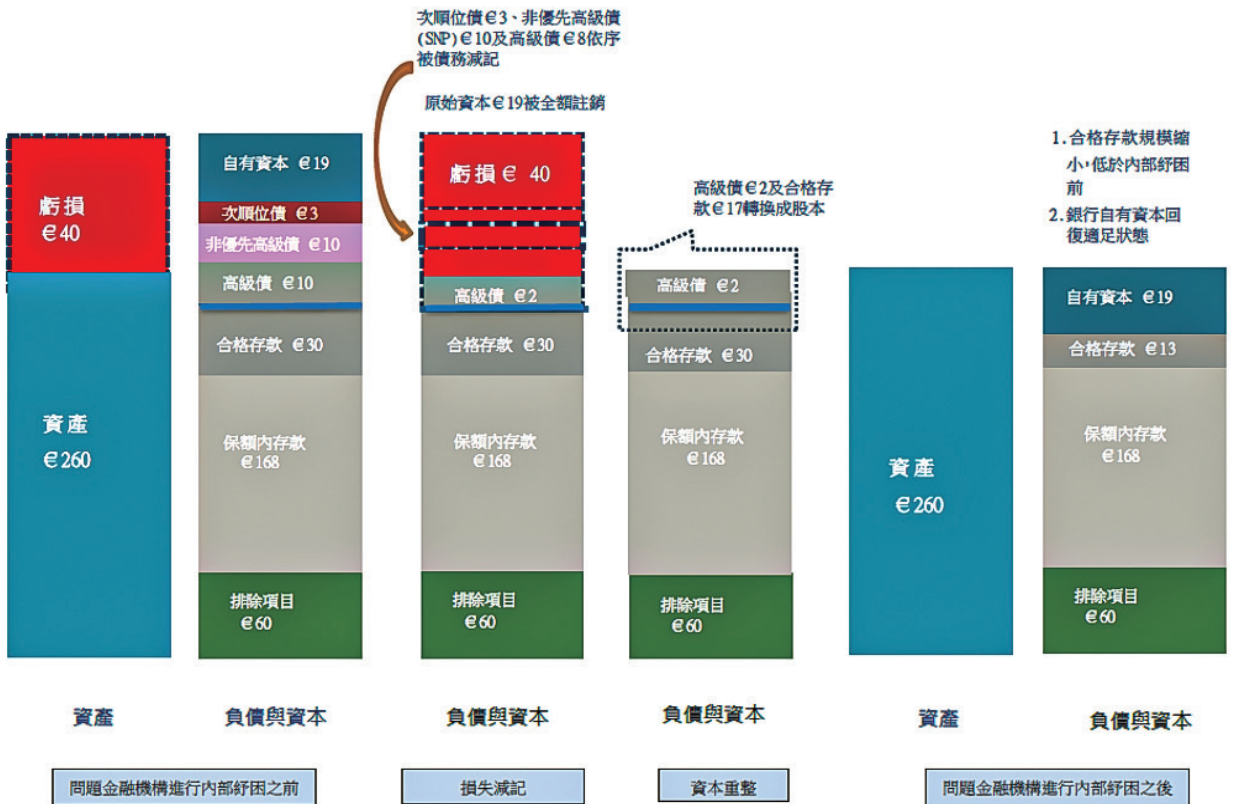 次順位債€3、非優先高級債
(SNP)€10及高級債€8依序
被債務減記
原始資本€19被全額註銷
虧損
€40
資產
€260
自有資本 €19
次順位債 €3
非優先高級債 €10
高級債 €10
合格存款 €30
保額內存款
€168
排除項目
€60
虧損€ 40
高級債 €2
合格存款 €30
保額內存款
€168
排除項目
€60
高級債€2及合格存
款€17轉換成股本
高級債 €2
合格存款 €30
保額內存款
€168
排除項目
€60
1.合格存款規模縮
小,低於內部紓困
前
2.銀行自有資本回
復適足狀態
資產
€260
自有資本 €19
合格存款 €13
保額內存款
€168
排除項目
€60
資產
負債與資本
負債與資本
負債與資本
資產
負債與資本
問題金融機構進行內部紓困之前
損失減記
資本重整
問題金融機構進行內部紓困之後